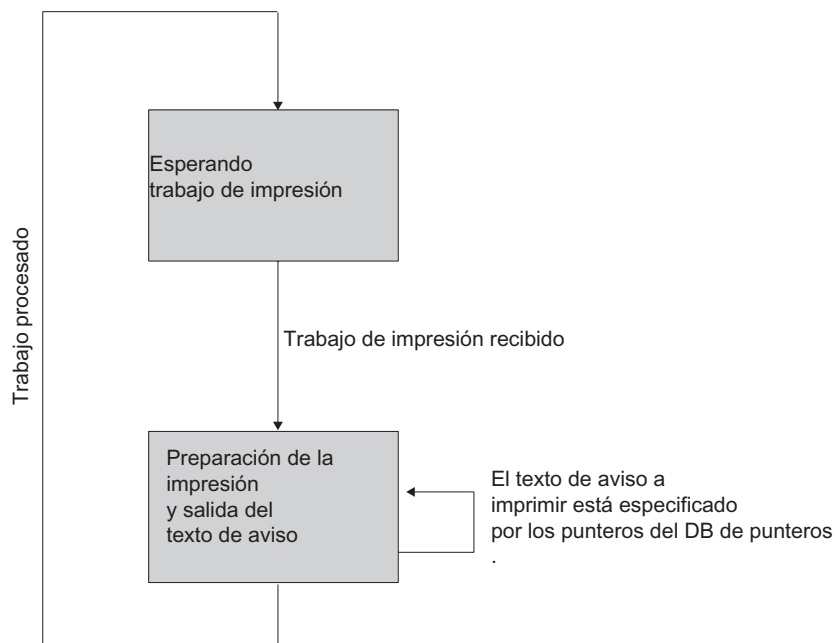 Esperando
trabajo de impresión
Trabajo procesado
Trabajo de impresión recibido
Preparación de la
impresión
y salida del
texto de aviso
El texto de aviso a
imprimir está especificado
por los punteros del DB de punteros
.